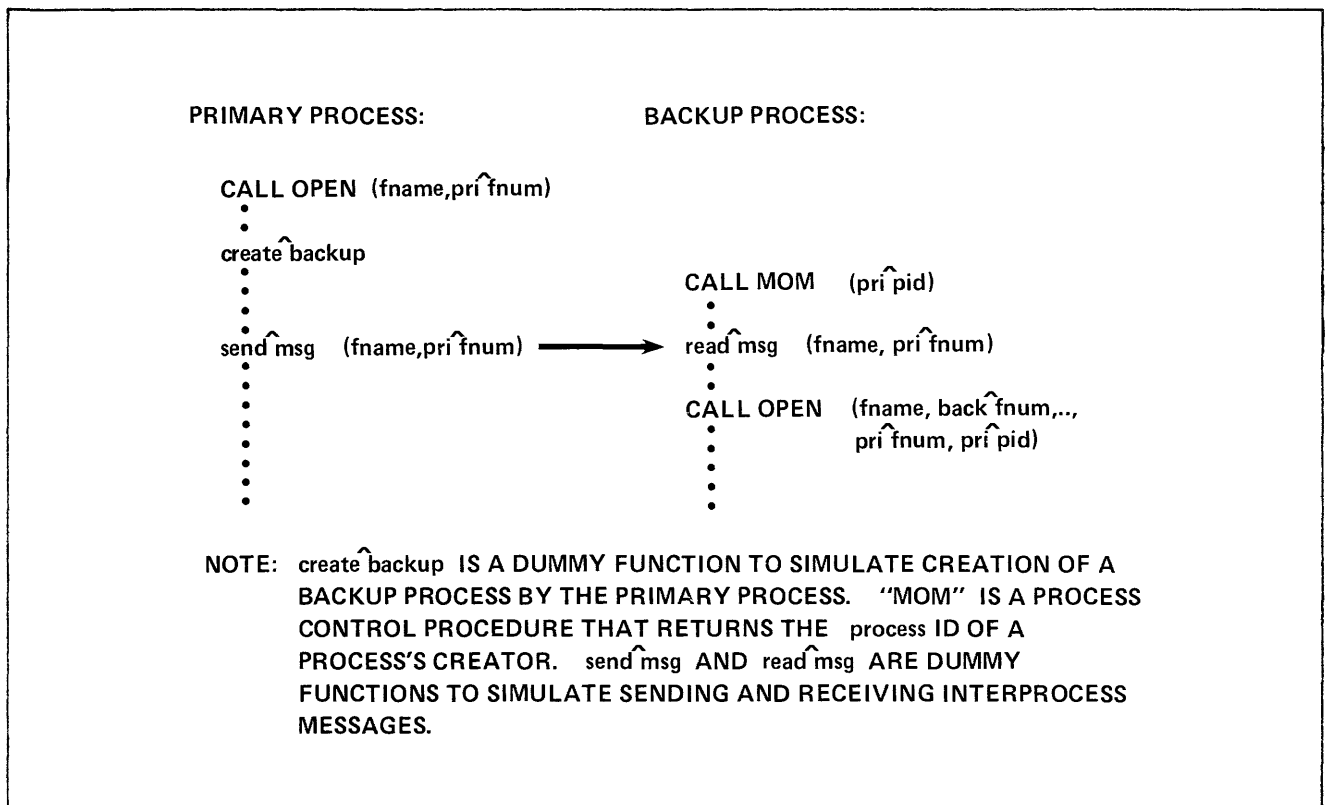 PRIMARY PROCESS: BACKUP PROCESS:
CALL OPEN (fname,pri^fnum)
create^backup
CALL MOM (pri^pid)
send^msg (fname,pri^fnum) read^msg (fname, pri^fnum)
CALL OPEN (fname, back^fnum,..,
pri^fnum, pri^pid)
NOTE: create^backup IS A DUMMY FUNCTION TO SIMULATE CREATION OF A
BACKUP PROCESS BY THE PRIMARY PROCESS. "MOM" IS A PROCESS
CONTROL PROCEDURE THAT RETURNS THE process ID OF A
PROCESS'S CREATOR. send^msg AND read^msg ARE DUMMY
FUNCTIONS TO SIMULATE SENDING AND RECEIVING INTERPROCESS
MESSAGES.